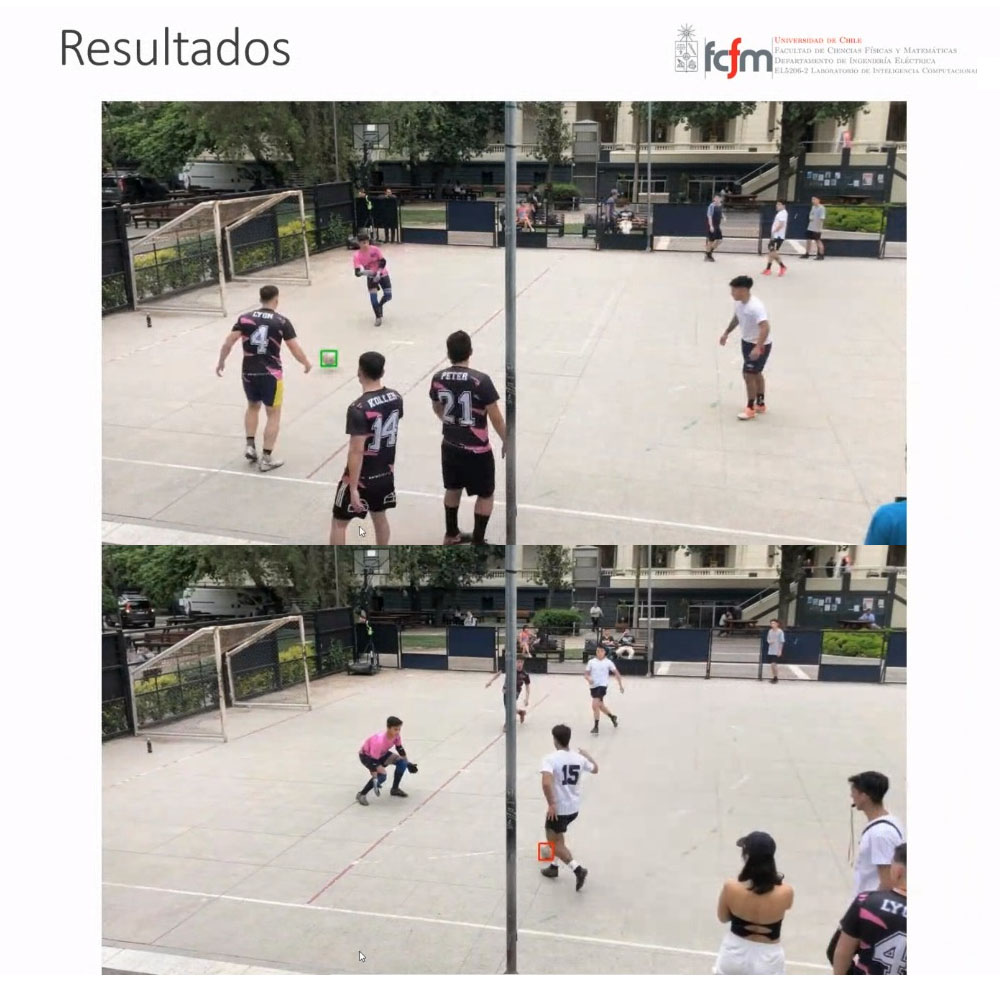 Resultados
fcfm
UNIVERSIDAD DE CHILE
FACULTAD DE CIENCIAS FÍSICAS Y MATEMÁTICAS
DEPARTAMENTO DE INGENIERÍA ELÉCTRICA
EL5206-2 LABORATORIO DE INTELIGENCIA COMPUTACIONAL
LYON
4
KOLLER
14
PETER
21
15
LYO
4